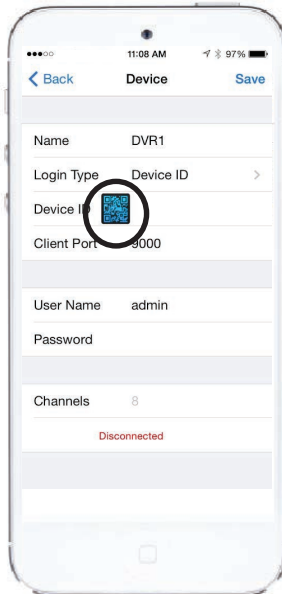 11:08 AM 97%
Back Device Save
Name DVR1
Login Type Device ID
Device ID
Client Port 9000
User Name admin
Password
Channels 8
Disconnected